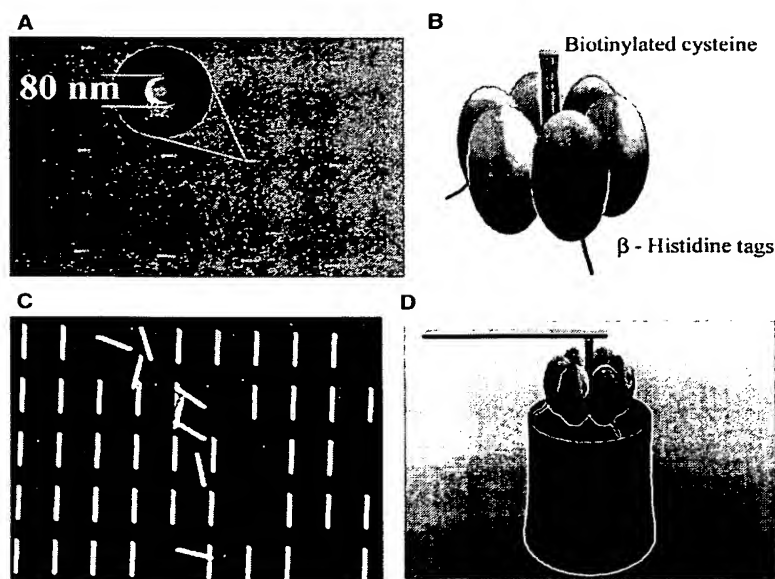 A
80 nm
B
Biotinylated cysteine
β - Histidine tags
C
D